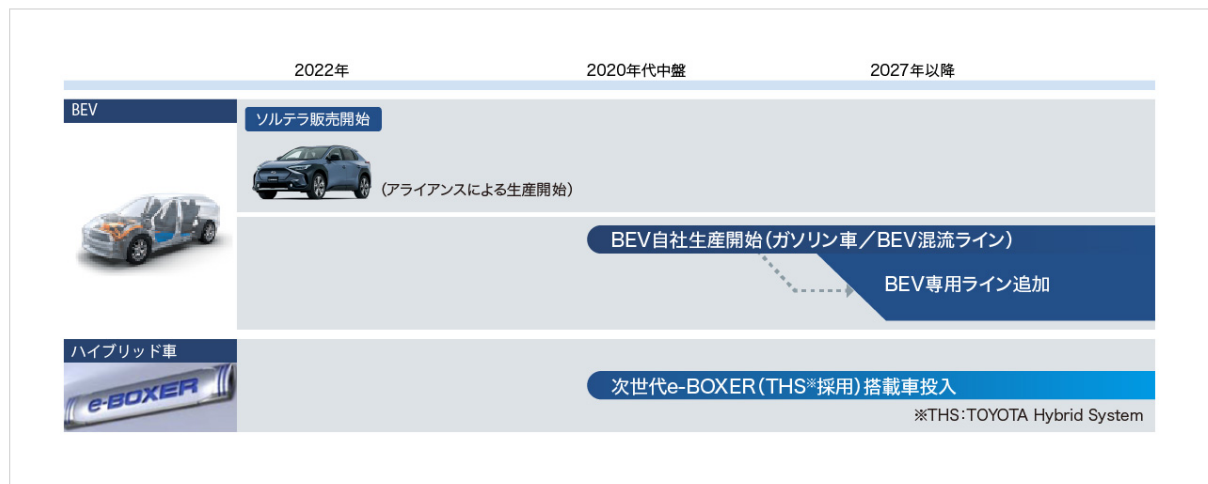 2022年
2020年代中盤
2027年以降
BEV
ソルテラ販売開始
(アライアンスによる生産開始)
BEV自社生産開始(ガソリン車／BEV混流ライン)
BEV専用ライン追加
ハイブリッド車
e-BOXER
次世代e-BOXER(THS※採用)搭載車投入
※THS:TOYOTA Hybrid System